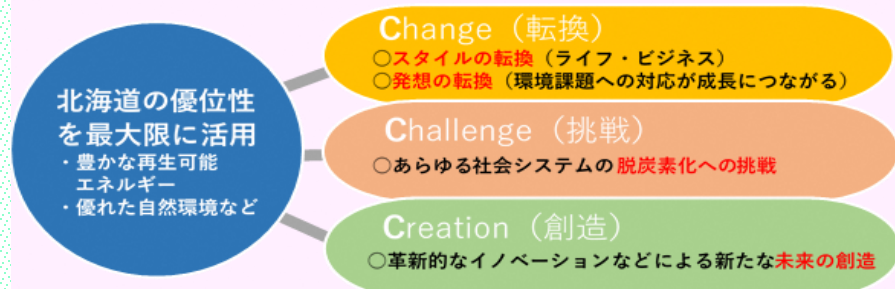 北海道の優位性
を最大限に活用
・豊かな再生可能
エネルギー
・優れた自然環境など
Change（転換）
○スタイルの転換（ライフ・ビジネス）
○発想の転換（環境課題への対応が成長につながる）
Challenge（挑戦）
○あらゆる社会システムの脱炭素化への挑戦
Creation（創造）
○革新的なイノベーションなどによる新たな未来の創造